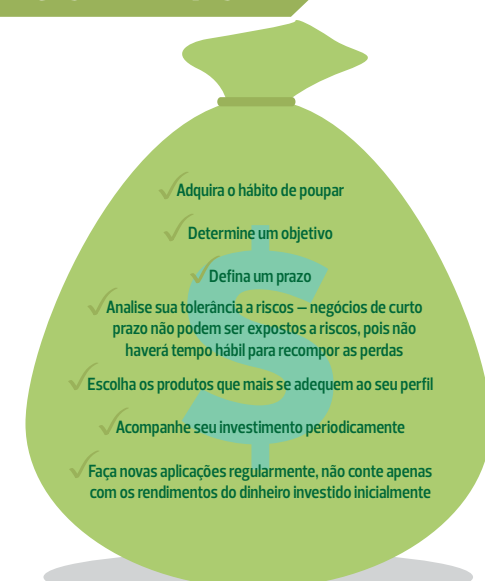 Adquira o hábito de poupar
Determine um objetivo
Defina um prazo
Analise sua tolerância a riscos – negócios de curto
prazo não podem ser expostos a riscos, pois não
haverá tempo hábil para recompor as perdas
Escolha os produtos que mais se adequem ao seu perfil
Acompanhe seu investimento periodicamente
Faça novas aplicações regularmente, não conte apenas
com os rendimentos do dinheiro investido inicialmente